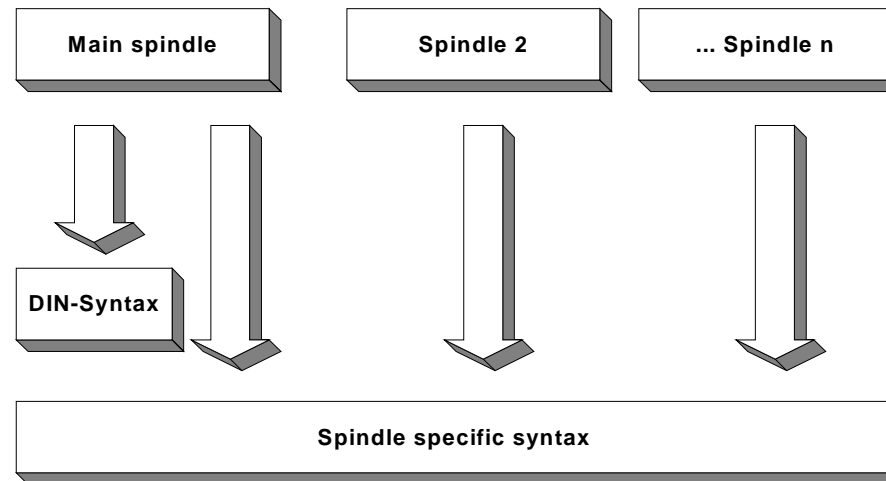 Main spindle
Spindle 2
... Spindle n
DIN-Syntax
Spindle specific syntax